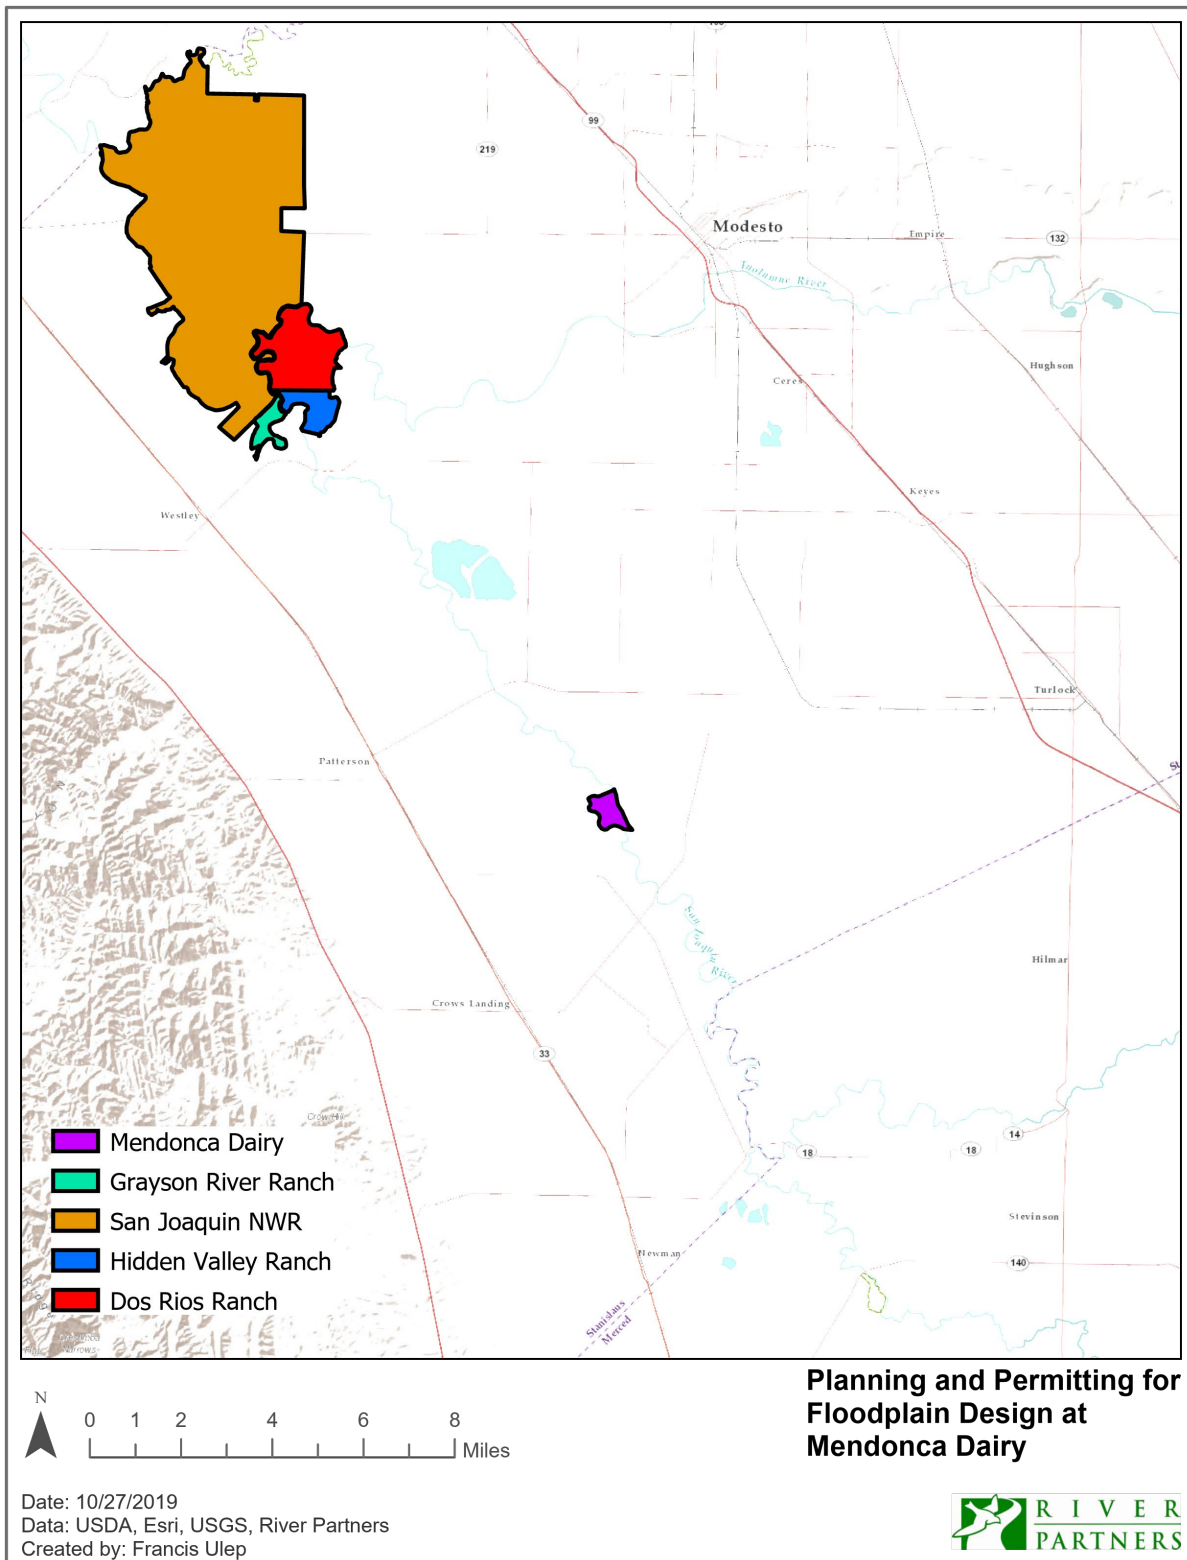 99
219
Modesto
Empire
132
Tuolumne River
Hughson
Ceres
Keyes
Westley
Turlock
Patterson
San Joaquin River
Hilmar
Crows Landing
33
Crow Hill
14
18
18
Stevinson
Newman
140
Stanislaus
Merced
Mendonca Dairy
Grayson River Ranch
San Joaquin NWR
Hidden Valley Ranch
Dos Rios Ranch
Narrows
Planning and Permitting for
Floodplain Design at
Mendonca Dairy
N
0 1 2 4 6 8
Miles
Date: 10/27/2019
Data: USDA, Esri, USGS, River Partners
Created by: Francis Ulep
RIVER
PARTNERS